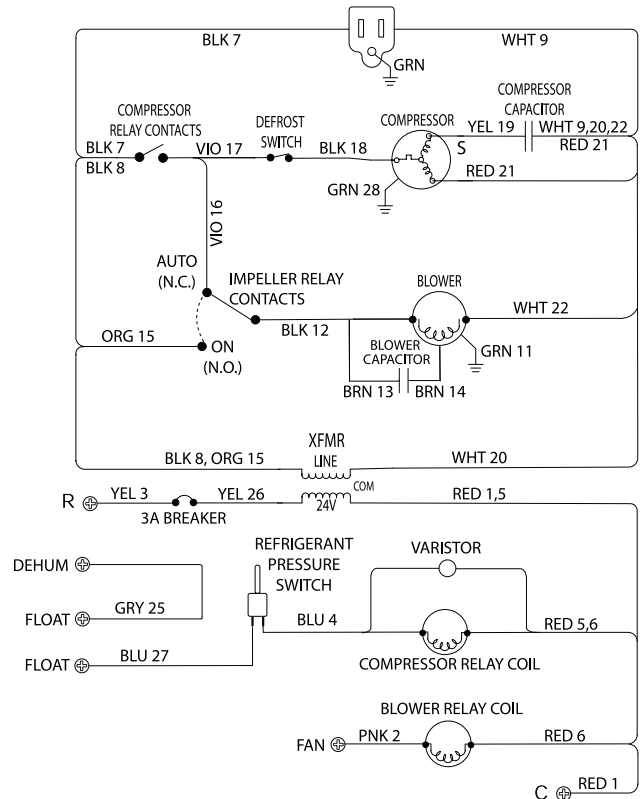 BLK 7
WHT 9
GRN
COMPRESSOR
CAPACITOR
COMPRESSOR
RELAY CONTACTS
DEFROST
SWITCH
COMPRESSOR
YEL 19
WHT 9,20,22
S
RED 21
BLK 7
VIO 17
BLK 18
BLK 8
RED 21
GRN 28
VIO 16
AUTO
(N.C.)
IMPELLER RELAY
CONTACTS
BLOWER
WHT 22
ORG 15
BLK 12
ON
(N.O.)
BLOWER
CAPACITOR
GRN 11
BRN 13
BRN 14
XFMR
LINE
BLK 8, ORG 15
WHT 20
COM
R
YEL 3
YEL 26
24V
RED 1,5
3A BREAKER
REFRIGERANT
PRESSURE
SWITCH
VARISTOR
DEHUM
GRY 25
FLOAT
BLU 4
RED 5,6
BLU 27
FLOAT
COMPRESSOR RELAY COIL
BLOWER RELAY COIL
FAN
PNK 2
RED 6
RED 1
C